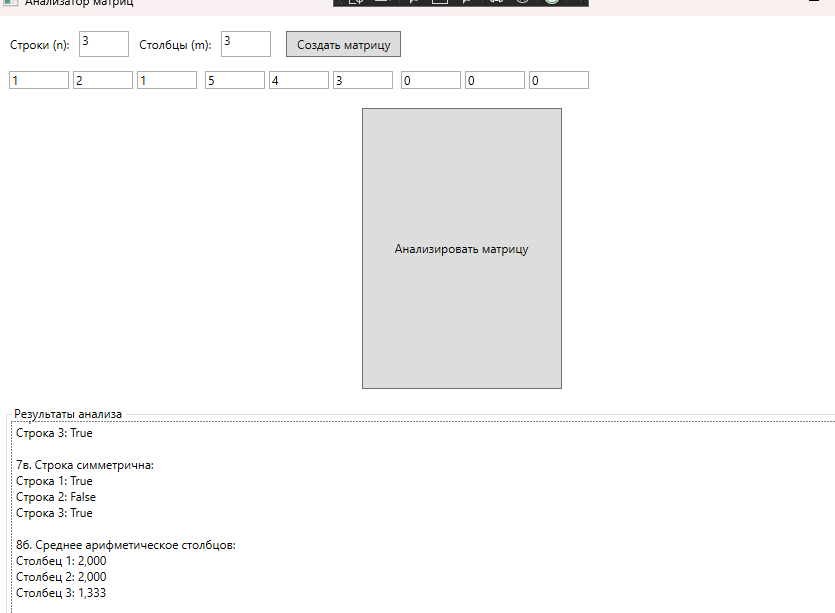 Анализатор матриц
Строки (n): 3 Столбцы (m): 3 Создать матрицу
1 2 1 5 4 3 0 0 0
Анализировать матрицу
Результаты анализа
Строка 3: True
7в. Строка симметрична:
Строка 1: True
Строка 2: False
Строка 3: True
8б. Среднее арифметическое столбцов:
Столбец 1: 2,000
Столбец 2: 2,000
Столбец 3: 1,333